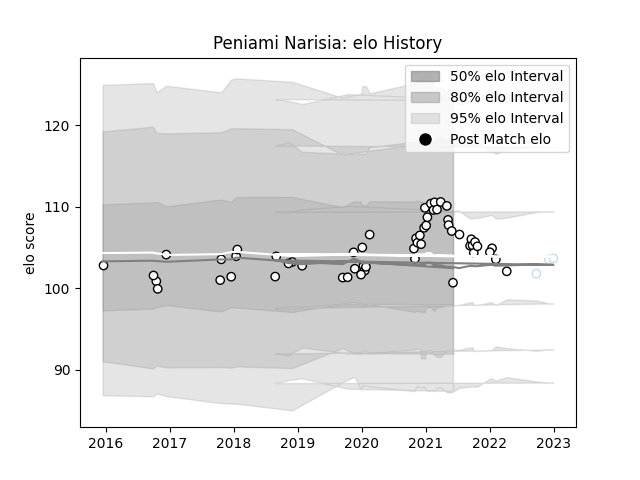 Peniami Narisia: elo History
50% elo Interval
80% elo Interval
95% elo Interval
Post Match elo
elo score
120
110
100
90
2016 2017 2018 2019 2020 2021 2022 2023